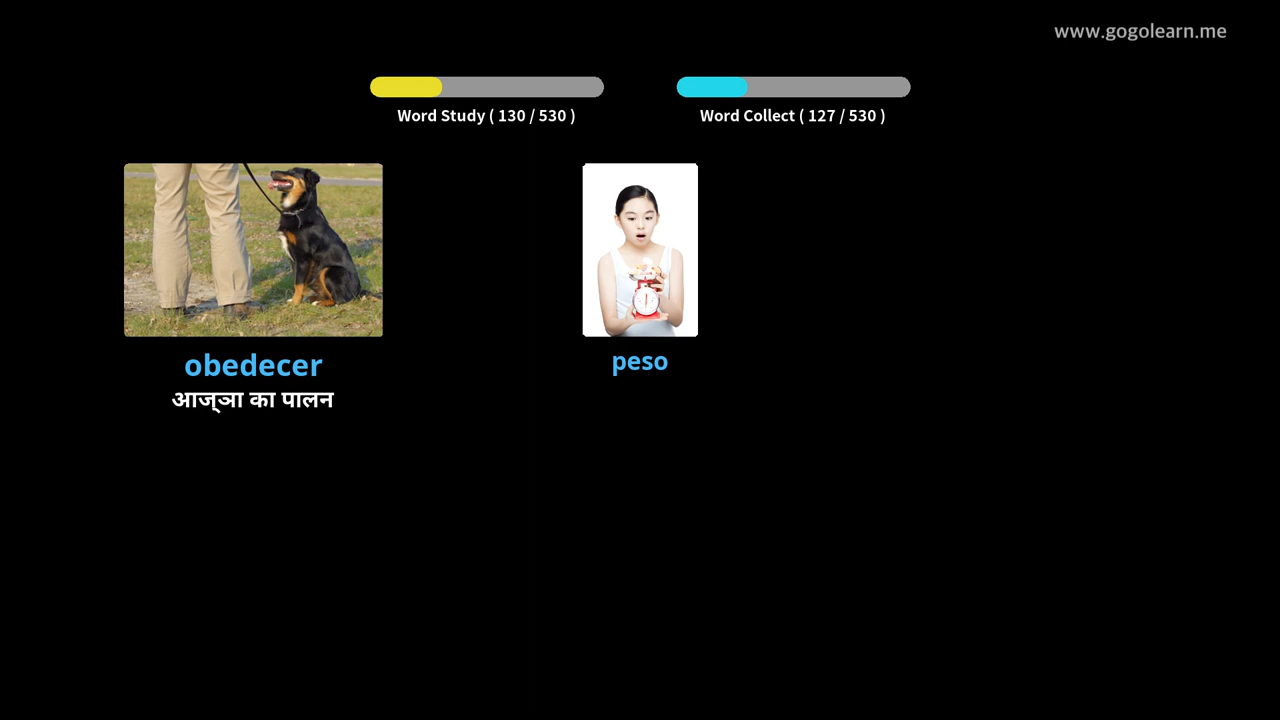 www.gogolearn.me
Word Study ( 130 / 530 )
Word Collect ( 127 / 530 )
obedecer
आज्ञा का पालन
peso